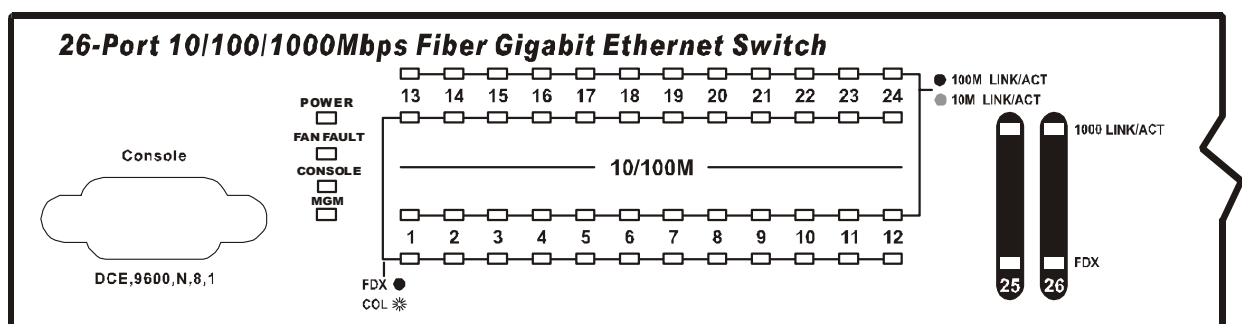 26-Port 10/100/1000Mbps Fiber Gigabit Ethernet Switch
POWER
FAN FAULT
CONSOLE
MGM
Console
DCE,9600,N,8,1
13 14 15 16 17 18 19 20 21 22 23 24
10/100M
1 2 3 4 5 6 7 8 9 10 11 12
FDX
COL
100M LINK/ACT
10M LINK/ACT
1000 LINK/ACT
FDX
25 26